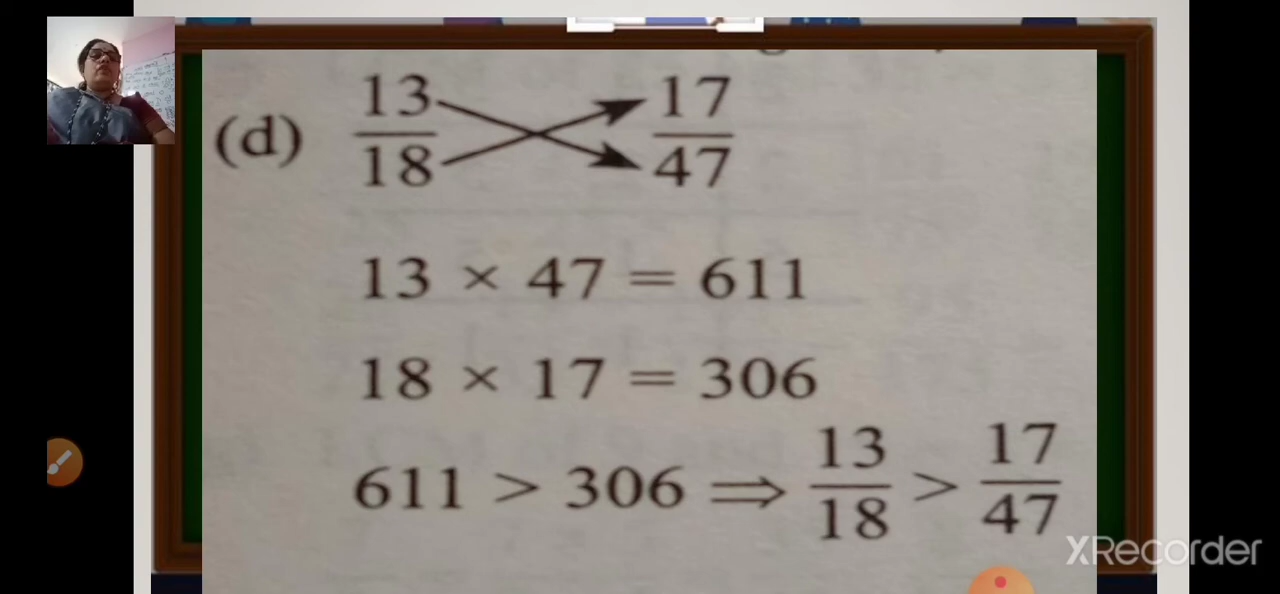 (d) 13/18 17/47
13 × 47 = 611
18 × 17 = 306
611 > 306 ⇒ 13/18 > 17/47
XRecorder